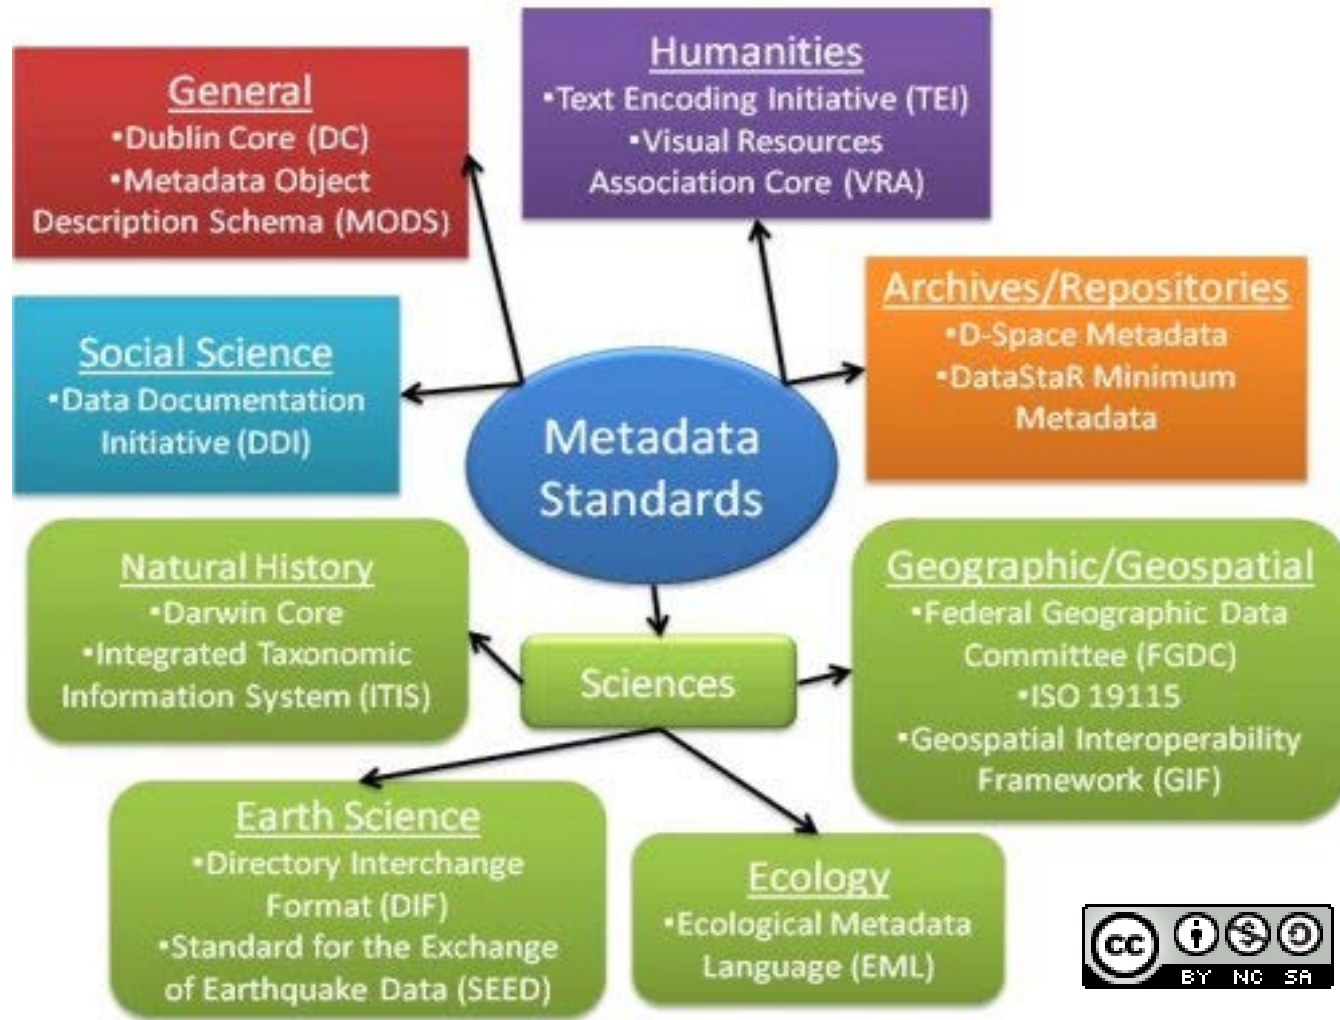 General
•Dublin Core (DC)
•Metadata Object
Description Schema (MODS)
Humanities
•Text Encoding Initiative (TEI)
•Visual Resources
Association Core (VRA)
Social Science
•Data Documentation
Initiative (DDI)
Metadata
Standards
Archives/Repositories
•D-Space Metadata
•DataStaR Minimum
Metadata
Natural History
•Darwin Core
•Integrated Taxonomic
Information System (ITIS)
Sciences
Geographic/Geospatial
•Federal Geographic Data
Committee (FGDC)
•ISO 19115
•Geospatial Interoperability
Framework (GIF)
Earth Science
•Directory Interchange
Format (DIF)
•Standard for the Exchange
of Earthquake Data (SEED)
Ecology
•Ecological Metadata
Language (EML)
cc
BY NC SA